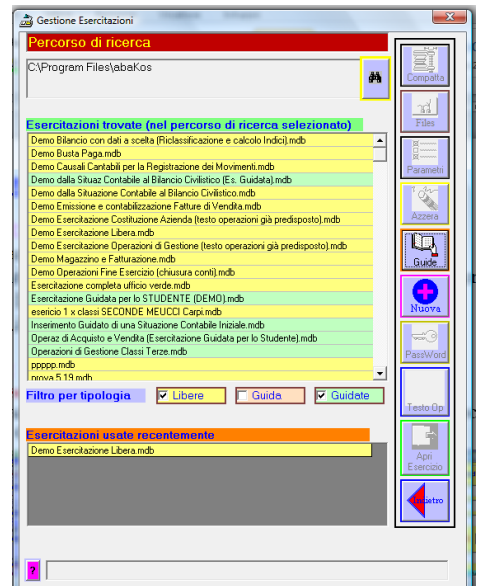 Gestione Esercitazioni
Percorso di ricerca
C:\Program Files\abaKos
Compatta
Files
Parametri
Azzera
Guide
Nuova
PassWord
Testo Op
Apri
Esercizio
Indietro
Esercitazioni trovate (nel percorso di ricerca selezionato)
Demo Bilancio con dati a scelta (Riclassificazione e calcolo Indici).mdb
Demo Busta Paga.mdb
Demo Causali Cantabili per la Registrazione dei Movimenti.mdb
Demo dalla Situaz Contabile al Bilancio Civilistico (Es. Guidata).mdb
Demo dalla Situazione Contabile al Bilancio Civilistico.mdb
Demo Emissione e contabilizzazione Fatture di Vendita.mdb
Demo Esercitazione Costituzione Azienda (testo operazioni già predisposto).mdb
Demo Esercitazione Libera.mdb
Demo Esercitazione Operazioni di Gestione (testo operazioni già predisposto).mdb
Demo Magazzino e Fatturazione.mdb
Demo Operazioni Fine Esercizio (chiusura conti).mdb
Esercitazione completa ufficio verde.mdb
Esercitazione Guidata per lo STUDENTE (DEMO).mdb
esericio 1 x classi SECONDE MEUCCI Carpi.mdb
Inserimento Guidato di una Situazione Contabile Iniziale.mdb
Operaz di Acquisto e Vendita (Esercitazione Guidata per lo Studente).mdb
Operazioni di Gestione Classi Terze.mdb
ppppp.mdb
prova 5 19.mdb
Filtro per tipologia Libere Guida Guidate
Esercitazioni usate recentemente
Demo Esercitazione Libera.mdb
?